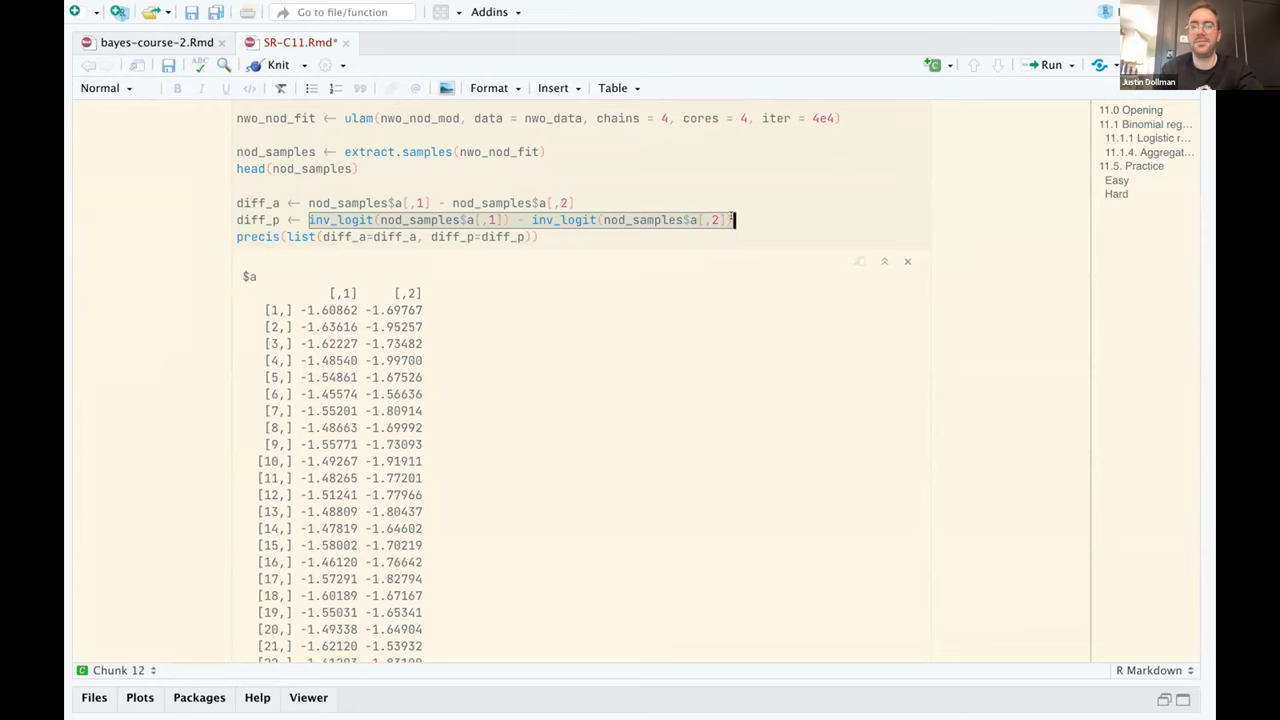 Go to file/function
Addins
bayes-course-2.Rmd
SR-C11.Rmd*
Knit
Run
Justin Dollman
Normal
B I U
Format
Insert
Table
nwo_nod_fit ← ulam(nwo_nod_mod, data = nwo_data, chains = 4, cores = 4, iter = 4e4)
nod_samples ← extract.samples(nwo_nod_fit)
head(nod_samples)
diff_a ← nod_samples$a[,1] - nod_samples$a[,2]
diff_p ← inv_logit(nod_samples$a[,1]) - inv_logit(nod_samples$a[,2])
precis(list(diff_a=diff_a, diff_p=diff_p))
$a
[,1] [,2]
[1,] -1.60862 -1.69767
[2,] -1.63616 -1.95257
[3,] -1.62227 -1.73482
[4,] -1.48540 -1.99700
[5,] -1.54861 -1.67526
[6,] -1.45574 -1.56636
[7,] -1.55201 -1.80914
[8,] -1.48663 -1.69992
[9,] -1.55771 -1.73093
[10,] -1.49267 -1.91911
[11,] -1.48265 -1.77201
[12,] -1.51241 -1.77966
[13,] -1.48809 -1.80437
[14,] -1.47819 -1.64602
[15,] -1.58002 -1.70219
[16,] -1.46120 -1.76642
[17,] -1.57291 -1.82794
[18,] -1.60189 -1.67167
[19,] -1.55031 -1.65341
[20,] -1.49338 -1.64904
[21,] -1.62120 -1.53932
11.0 Opening
11.1 Binomial reg...
11.1.1 Logistic r...
11.1.4. Aggregat...
11.5. Practice
Easy
Hard
Chunk 12
R Markdown
Files
Plots
Packages
Help
Viewer